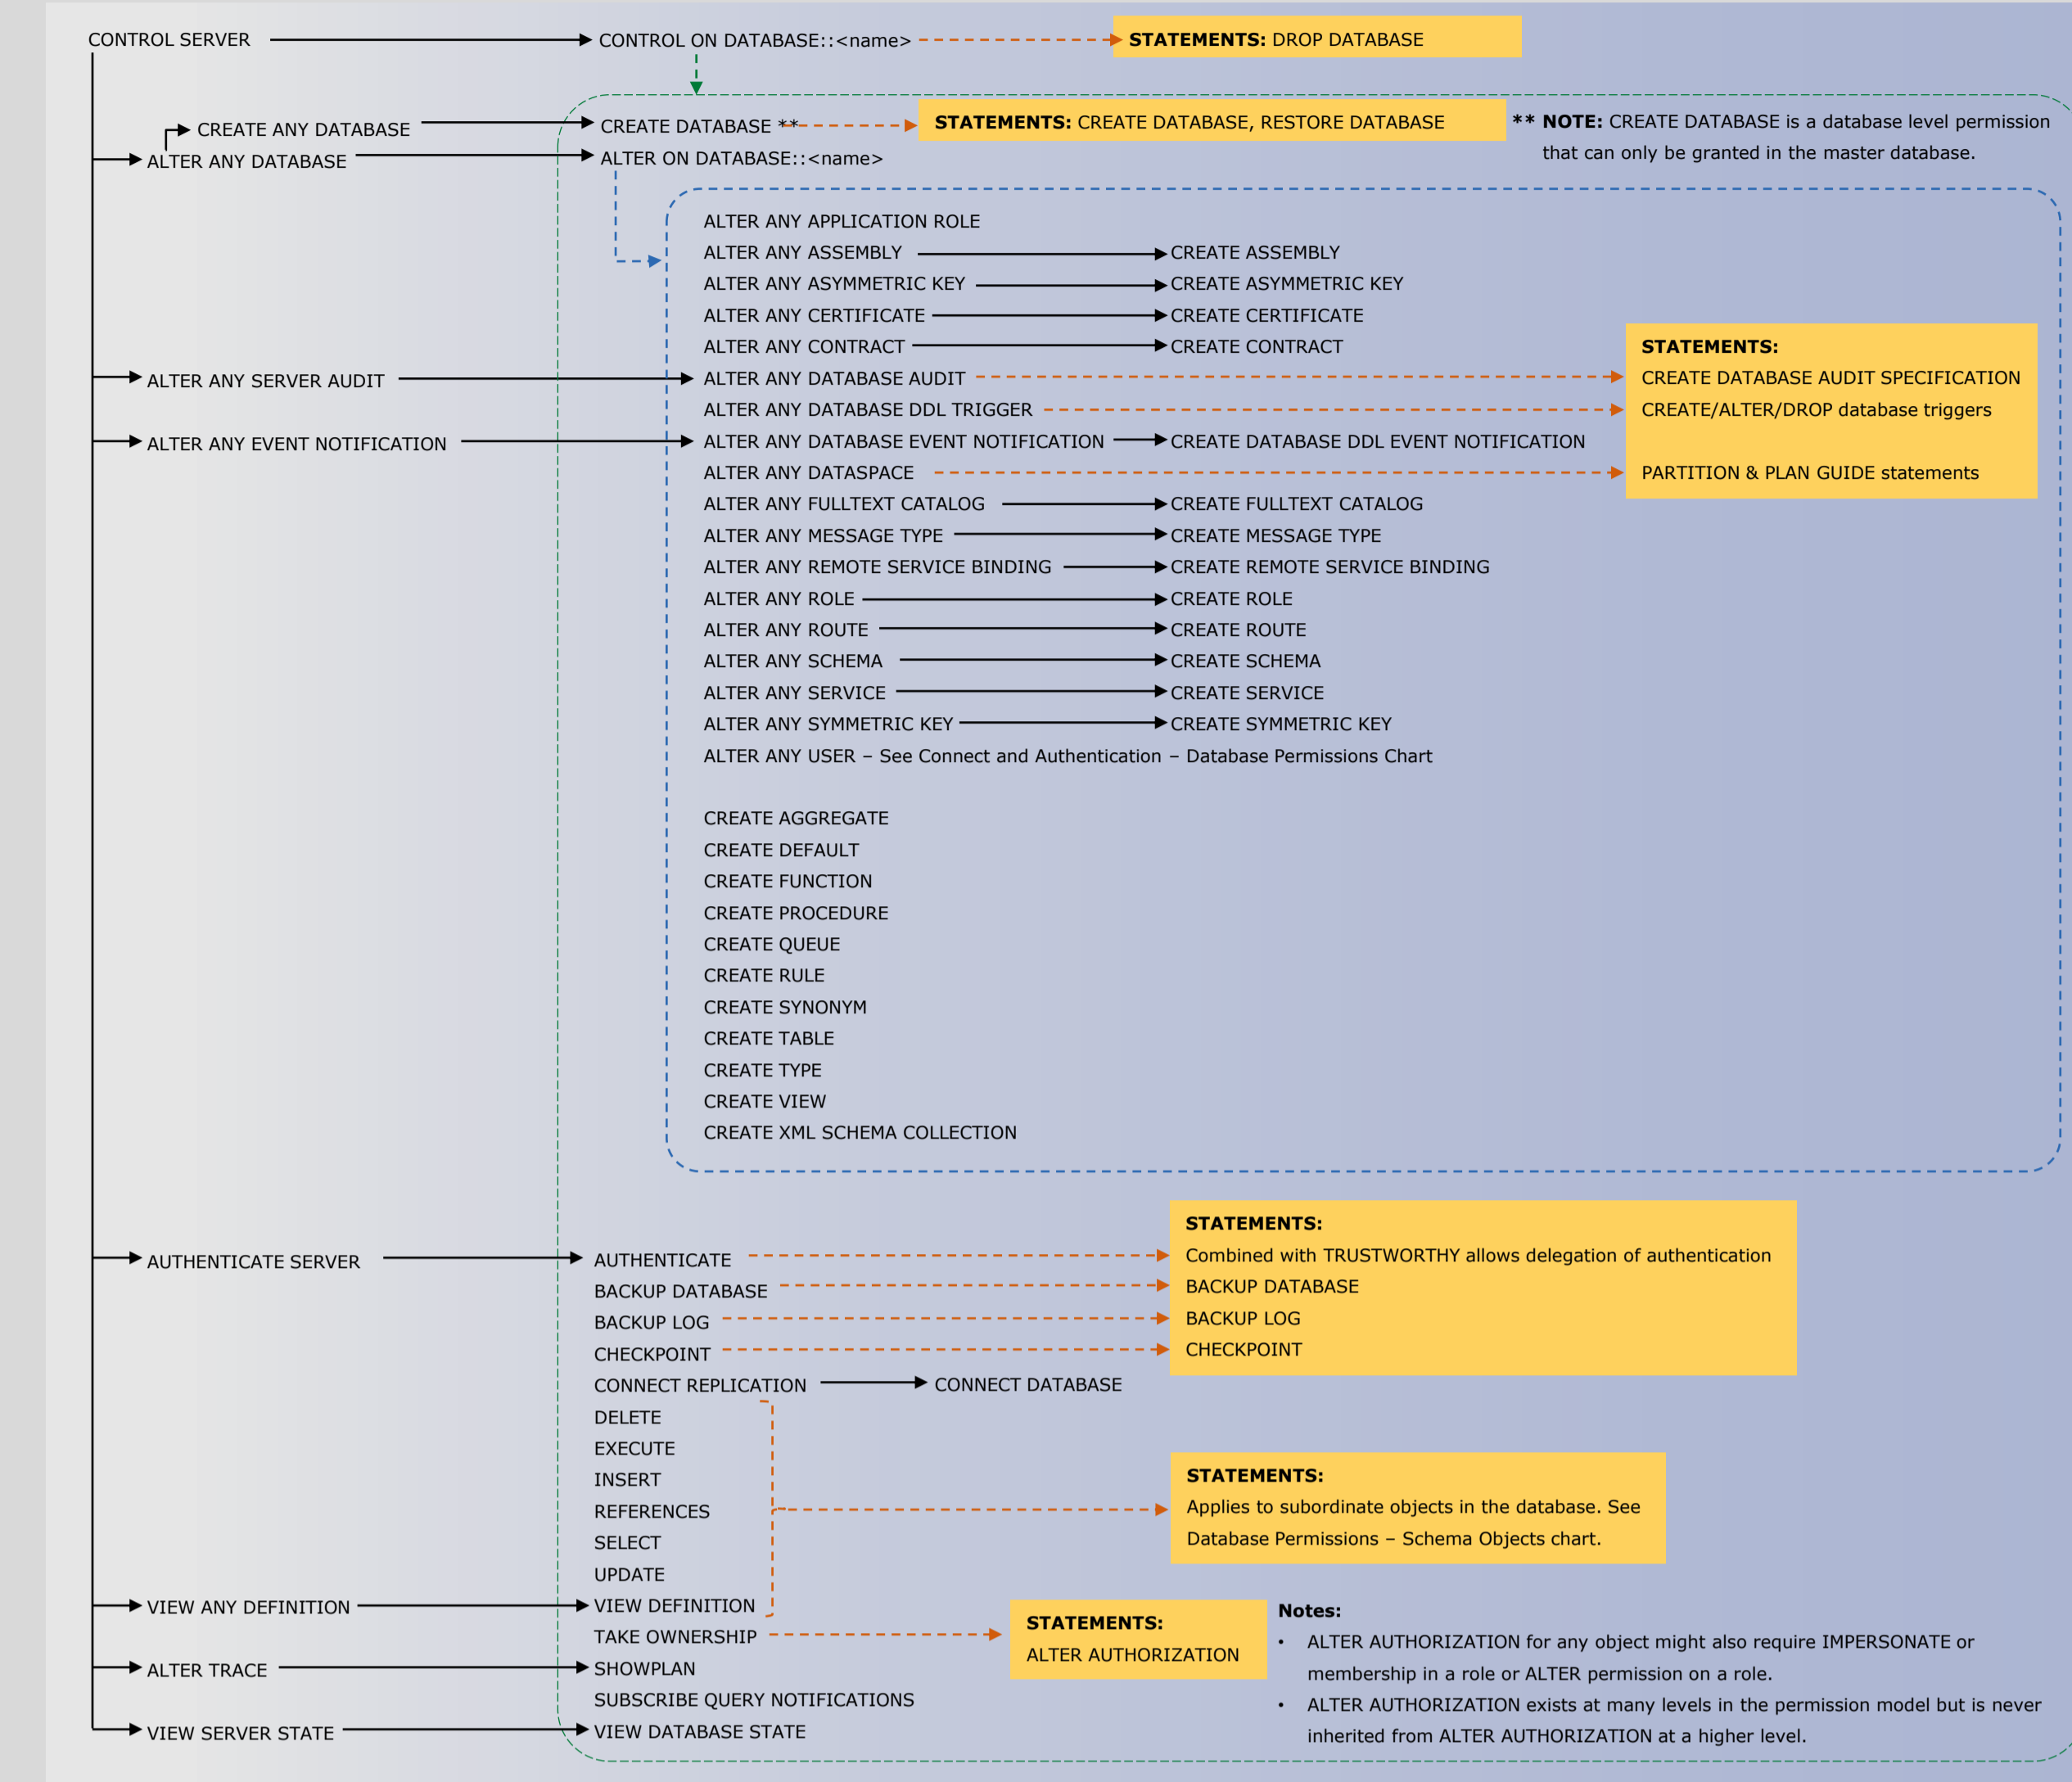 CONTROL SERVER
CONTROL ON DATABASE::<name>
STATEMENTS: DROP DATABASE
CREATE ANY DATABASE
CREATE DATABASE **
STATEMENTS: CREATE DATABASE, RESTORE DATABASE
** NOTE: CREATE DATABASE is a database level permission
that can only be granted in the master database.
ALTER ANY DATABASE
ALTER ON DATABASE::<name>
ALTER ANY APPLICATION ROLE
ALTER ANY ASSEMBLY
CREATE ASSEMBLY
ALTER ANY ASYMMETRIC KEY
CREATE ASYMMETRIC KEY
ALTER ANY CERTIFICATE
CREATE CERTIFICATE
ALTER ANY CONTRACT
CREATE CONTRACT
STATEMENTS:
ALTER ANY SERVER AUDIT
ALTER ANY DATABASE AUDIT
CREATE DATABASE AUDIT SPECIFICATION
ALTER ANY DATABASE DDL TRIGGER
CREATE/ALTER/DROP database triggers
ALTER ANY EVENT NOTIFICATION
ALTER ANY DATABASE EVENT NOTIFICATION
CREATE DATABASE DDL EVENT NOTIFICATION
ALTER ANY DATASPACE
PARTITION & PLAN GUIDE statements
ALTER ANY FULLTEXT CATALOG
CREATE FULLTEXT CATALOG
ALTER ANY MESSAGE TYPE
CREATE MESSAGE TYPE
ALTER ANY REMOTE SERVICE BINDING
CREATE REMOTE SERVICE BINDING
ALTER ANY ROLE
CREATE ROLE
ALTER ANY ROUTE
CREATE ROUTE
ALTER ANY SCHEMA
CREATE SCHEMA
ALTER ANY SERVICE
CREATE SERVICE
ALTER ANY SYMMETRIC KEY
CREATE SYMMETRIC KEY
ALTER ANY USER – See Connect and Authentication – Database Permissions Chart
CREATE AGGREGATE
CREATE DEFAULT
CREATE FUNCTION
CREATE PROCEDURE
CREATE QUEUE
CREATE RULE
CREATE SYNONYM
CREATE TABLE
CREATE TYPE
CREATE VIEW
CREATE XML SCHEMA COLLECTION
STATEMENTS:
AUTHENTICATE SERVER
AUTHENTICATE
Combined with TRUSTWORTHY allows delegation of authentication
BACKUP DATABASE
BACKUP DATABASE
BACKUP LOG
BACKUP LOG
CHECKPOINT
CHECKPOINT
CONNECT REPLICATION
CONNECT DATABASE
DELETE
EXECUTE
INSERT
REFERENCES
SELECT
UPDATE
STATEMENTS:
Applies to subordinate objects in the database. See
Database Permissions – Schema Objects chart.
VIEW ANY DEFINITION
VIEW DEFINITION
TAKE OWNERSHIP
STATEMENTS:
ALTER AUTHORIZATION
ALTER TRACE
SHOWPLAN
SUBSCRIBE QUERY NOTIFICATIONS
VIEW SERVER STATE
VIEW DATABASE STATE
Notes:
• ALTER AUTHORIZATION for any object might also require IMPERSONATE or
membership in a role or ALTER permission on a role.
• ALTER AUTHORIZATION exists at many levels in the permission model but is never
inherited from ALTER AUTHORIZATION at a higher level.